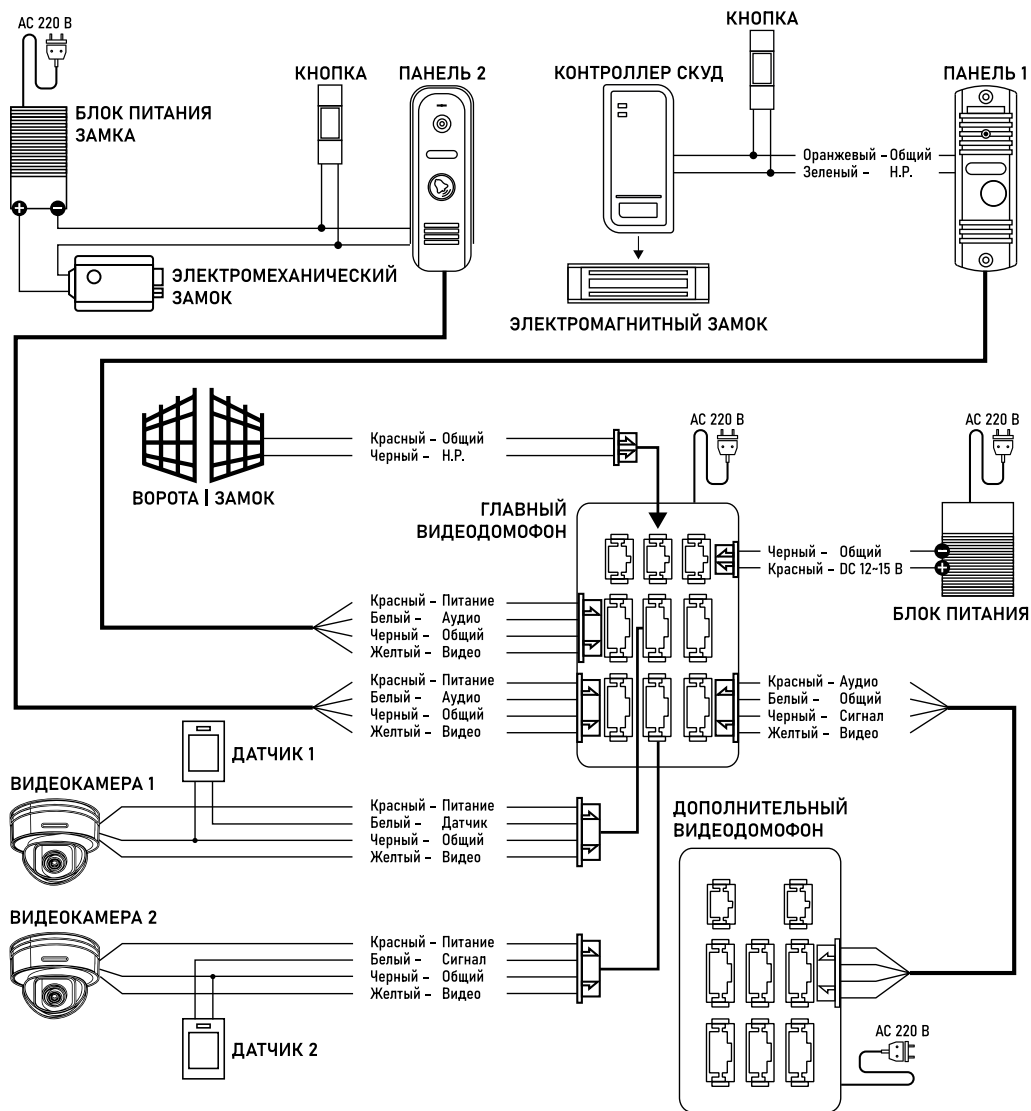 AC 220 В
КНОПКА
КНОПКА
ПАНЕЛЬ 2
КОНТРОЛЛЕР СКУД
ПАНЕЛЬ 1
БЛОК ПИТАНИЯ
ЗАМКА
Оранжевый – Общий
Зеленый – Н.Р.
ЭЛЕКТРОМЕХАНИЧЕСКИЙ
ЗАМОК
ЭЛЕКТРОМАГНИТНЫЙ ЗАМОК
Красный – Общий
Черный – Н.Р.
ВОРОТА | ЗАМОК
AC 220 В
AC 220 В
ГЛАВНЫЙ
ВИДЕОДОМОФОН
Черный – Общий
Красный – DC 12~15 В
БЛОК ПИТАНИЯ
Красный – Питание
Белый – Аудио
Черный – Общий
Желтый – Видео
Красный – Питание
Белый – Аудио
Черный – Общий
Желтый – Видео
Красный – Аудио
Белый – Общий
Черный – Сигнал
Желтый – Видео
ДАТЧИК 1
ВИДЕОКАМЕРА 1
Красный – Питание
Белый – Датчик
Черный – Общий
Желтый – Видео
ДОПОЛНИТЕЛЬНЫЙ
ВИДЕОДОМОФОН
ВИДЕОКАМЕРА 2
Красный – Питание
Белый – Сигнал
Черный – Общий
Желтый – Видео
ДАТЧИК 2
AC 220 В